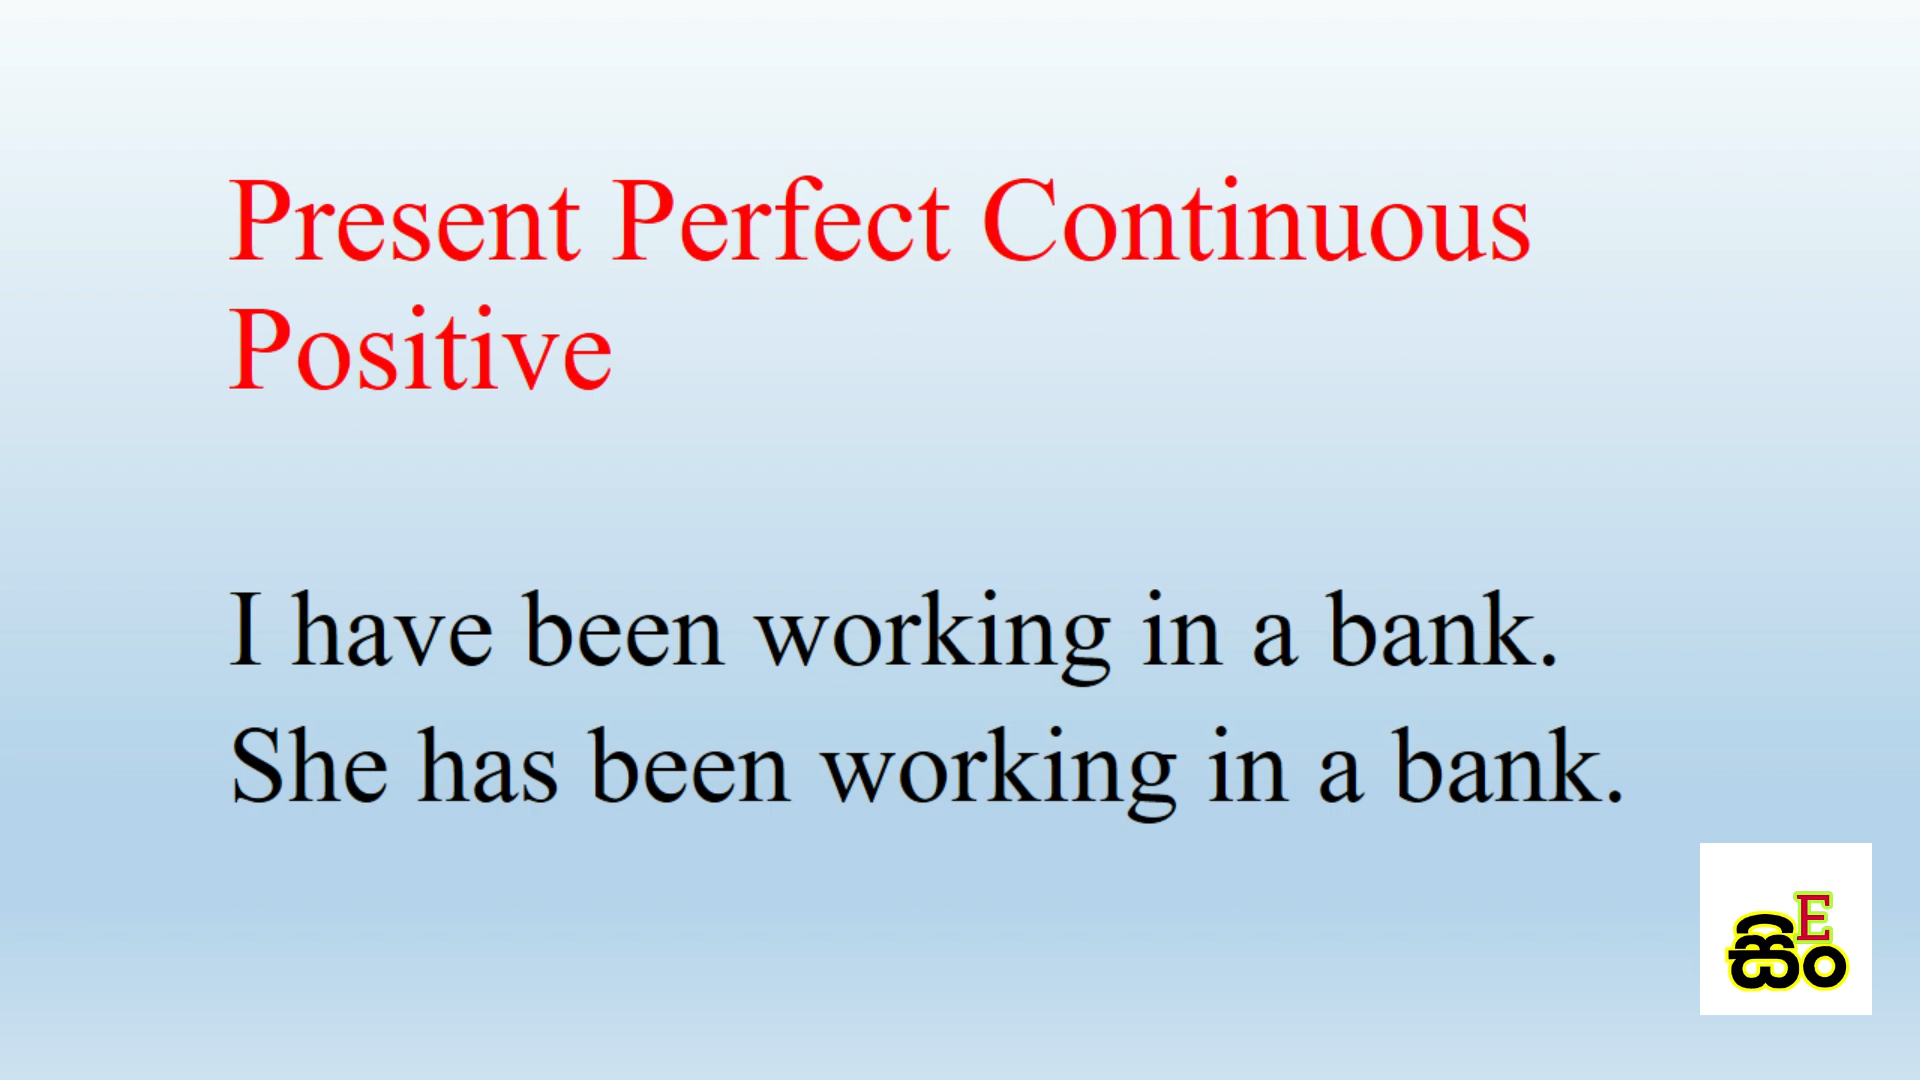 Present Perfect Continuous
Positive
I have been working in a bank.
She has been working in a bank.
E
සිං